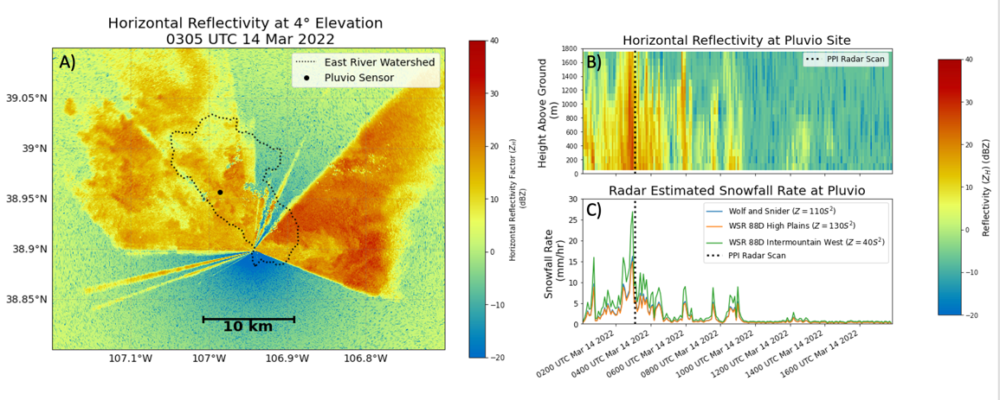 Horizontal Reflectivity at 4° Elevation
0305 UTC 14 Mar 2022
A)
East River Watershed
Pluvio Sensor
39.05°N
39°N
38.95°N
38.9°N
38.85°N
10 km
107.1°W
107°W
106.9°W
106.8°W
40
30
20
10
0
−10
−20
Horizontal Reflectivity Factor (Z_H)
(dBZ)
Horizontal Reflectivity at Pluvio Site
B)
PPI Radar Scan
1800
1600
1400
1200
1000
800
600
400
200
0
Height Above Ground
(m)
Radar Estimated Snowfall Rate at Pluvio
C)
Wolf and Snider (Z = 110S²)
WSR 88D High Plains (Z = 130S²)
WSR 88D Intermountain West (Z = 40S²)
PPI Radar Scan
30
25
20
15
10
5
0
Snowfall Rate
(mm/hr)
0200 UTC Mar 14 2022
0400 UTC Mar 14 2022
0600 UTC Mar 14 2022
0800 UTC Mar 14 2022
1000 UTC Mar 14 2022
1200 UTC Mar 14 2022
1400 UTC Mar 14 2022
1600 UTC Mar 14 2022
40
30
20
10
0
−10
−20
Reflectivity (Z_H) (dBZ)